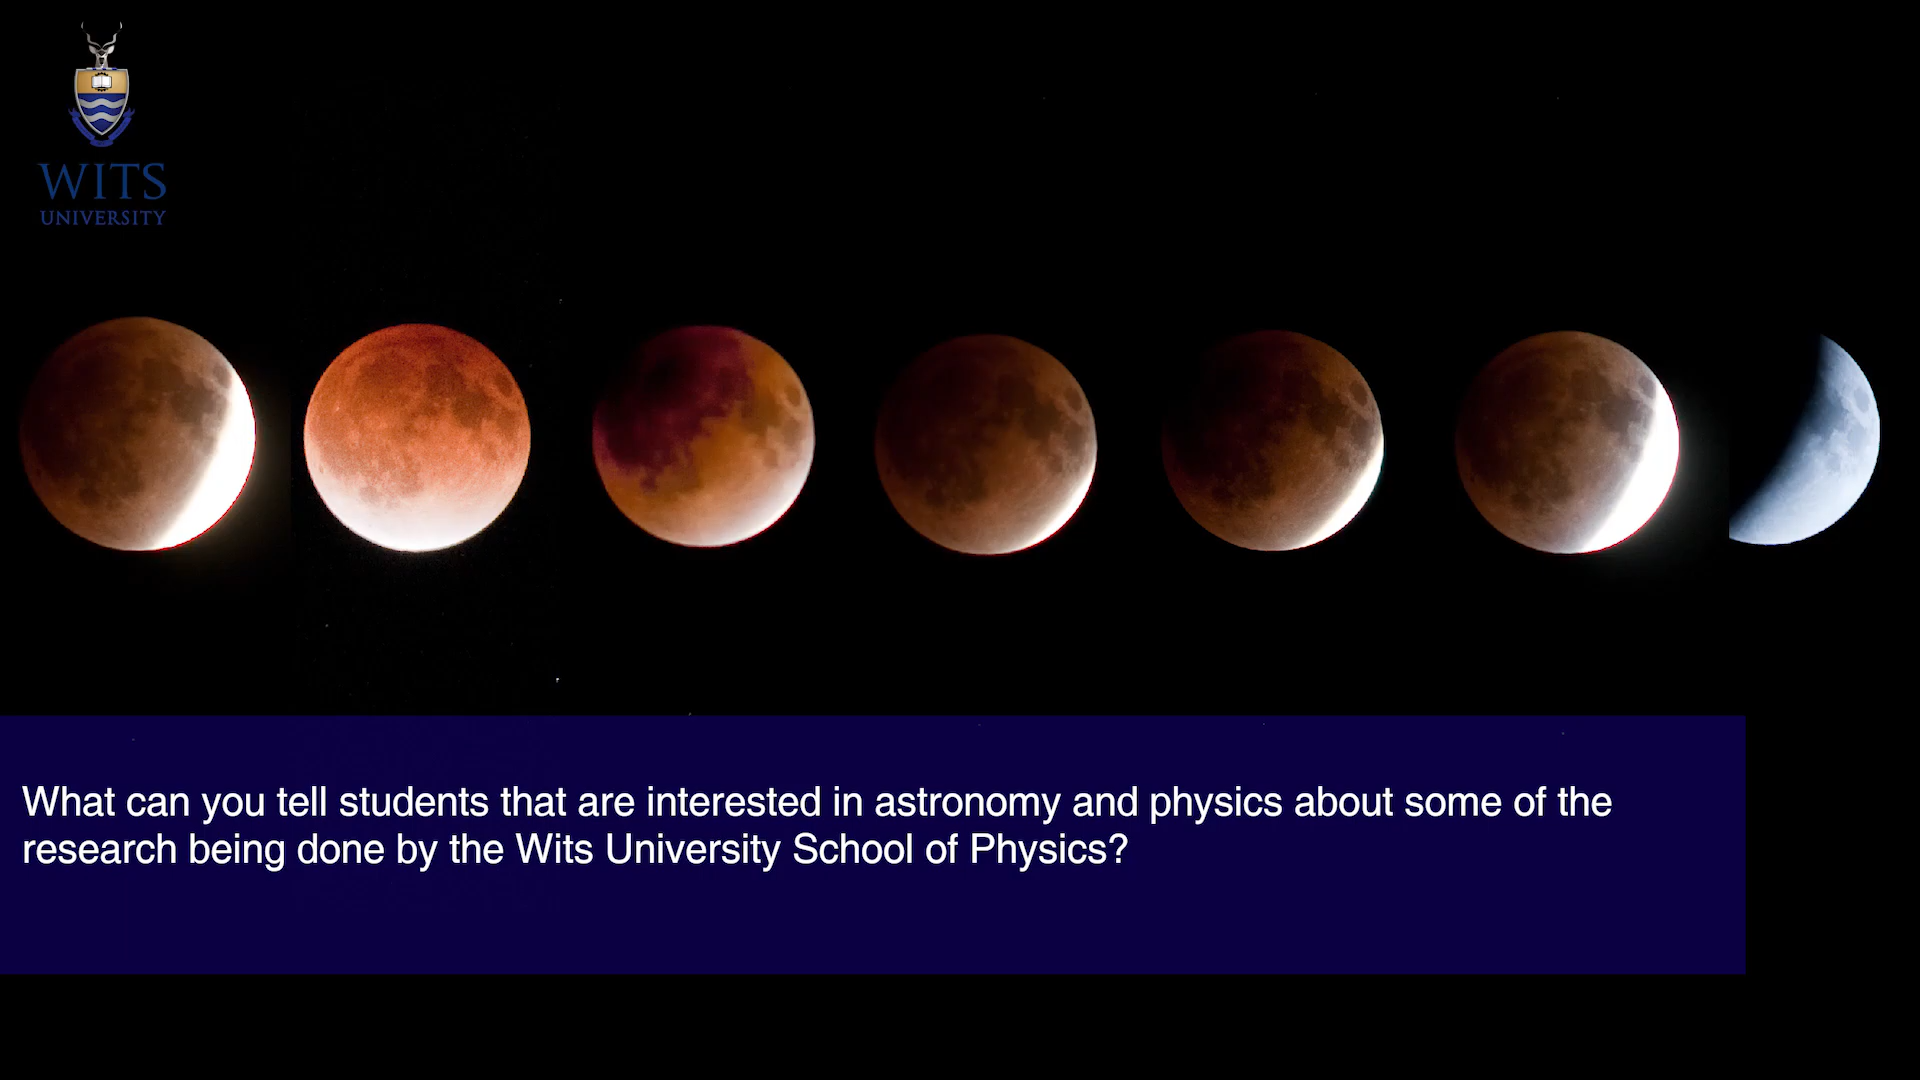 WITS
UNIVERSITY
What can you tell students that are interested in astronomy and physics about some of the
research being done by the Wits University School of Physics?